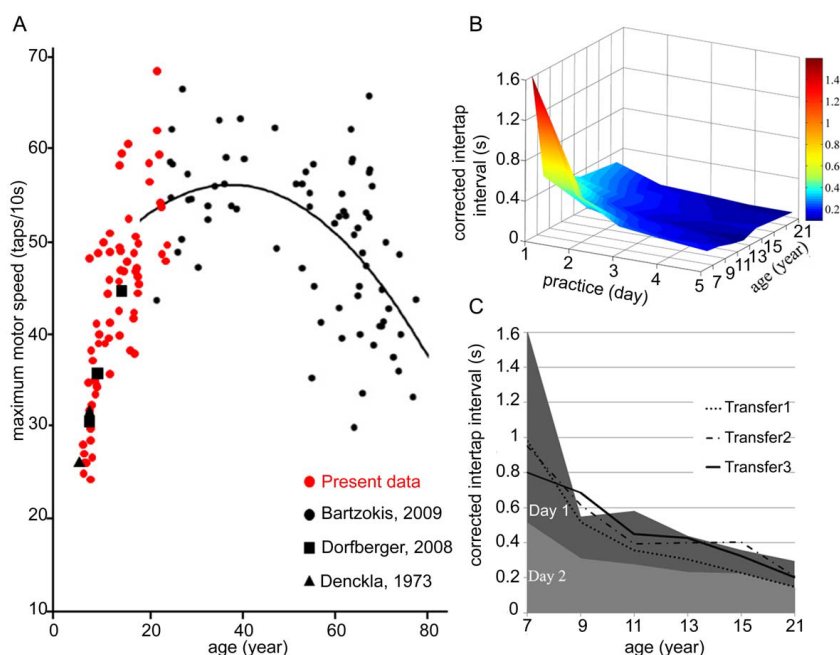 A
maximum motor speed (taps/10s)
70
60
50
40
30
20
10
0
20
40
60
80
age (year)
Present data
Bartzokis, 2009
Dorfberger, 2008
Denckla, 1973
B
corrected intertap
interval (s)
1.6
1.2
0.8
0.4
0
1
2
3
4
5
practice (day)
7
9
11
13
15
21
age (year)
1.4
1.2
1
0.8
0.6
0.4
0.2
C
corrected intertap interval (s)
1.6
1.4
1.2
1
0.8
0.6
0.4
0.2
0
7
9
11
13
15
21
age (year)
Transfer1
Transfer2
Transfer3
Day 1
Day 2